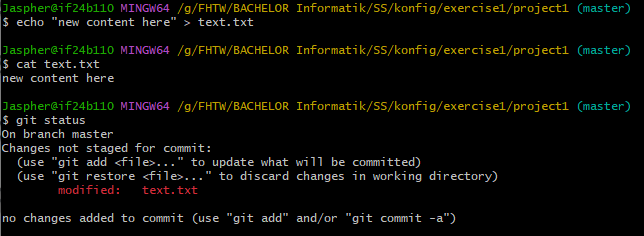 Jaspher@if24b110 MINGW64 /g/FHTW/BACHELOR Informatik/SS/konfig/exercise1/project1 (master)
$ echo "new content here" > text.txt
Jaspher@if24b110 MINGW64 /g/FHTW/BACHELOR Informatik/SS/konfig/exercise1/project1 (master)
$ cat text.txt
new content here
Jaspher@if24b110 MINGW64 /g/FHTW/BACHELOR Informatik/SS/konfig/exercise1/project1 (master)
$ git status
On branch master
Changes not staged for commit:
  (use "git add <file>..." to update what will be committed)
  (use "git restore <file>..." to discard changes in working directory)
        modified:   text.txt
no changes added to commit (use "git add" and/or "git commit -a")